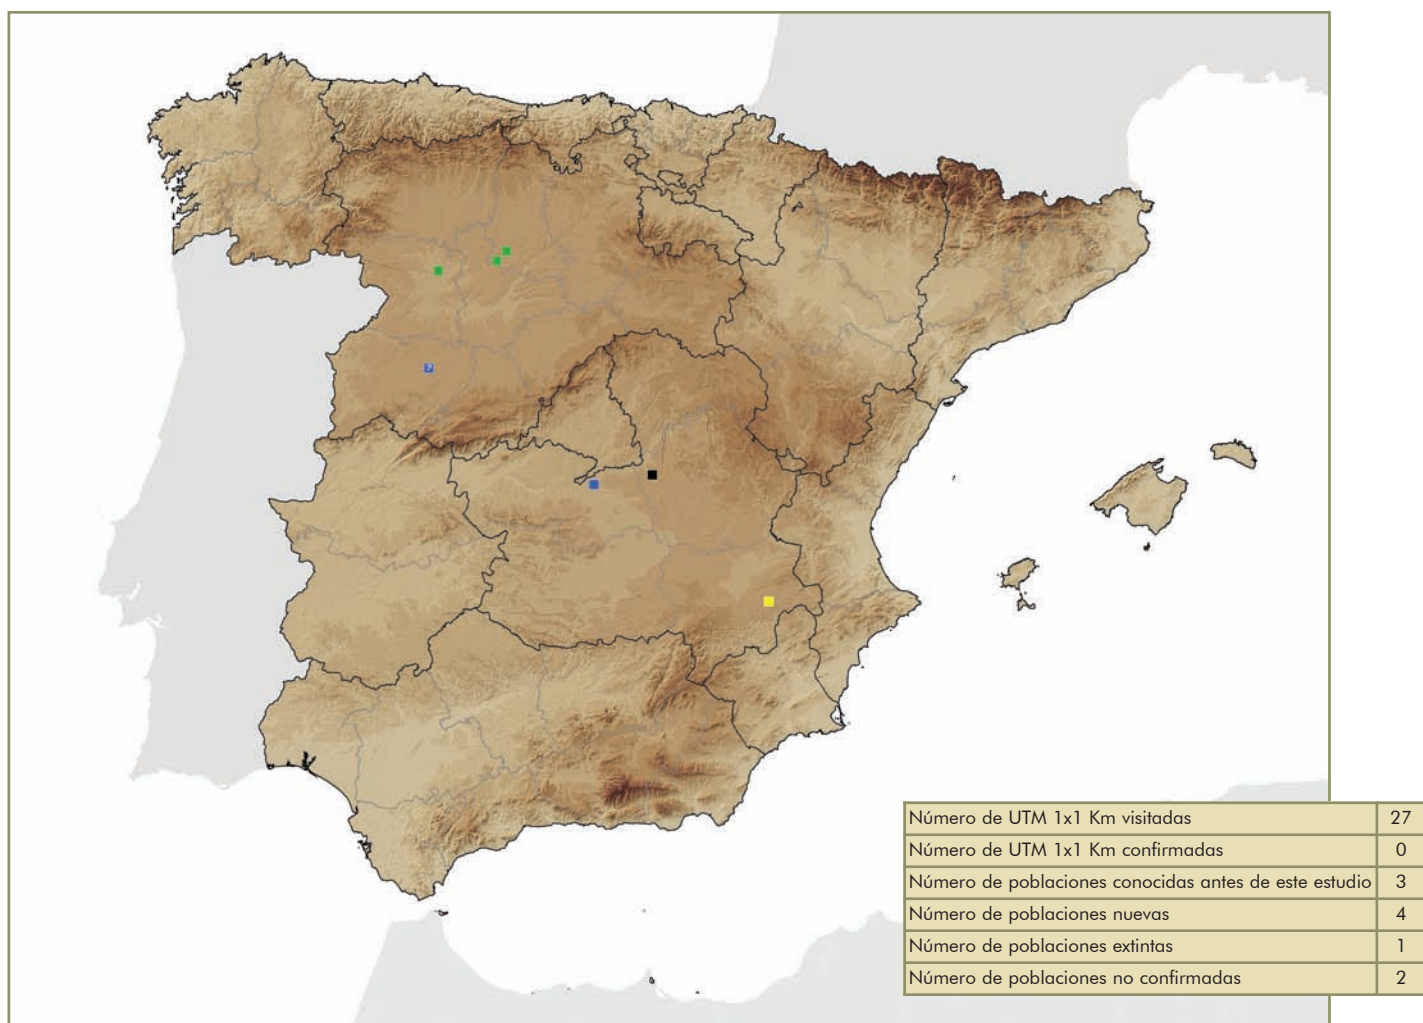 ?
Número de UTM 1x1 Km visitadas 27
Número de UTM 1x1 Km confirmadas 0
Número de poblaciones conocidas antes de este estudio 3
Número de poblaciones nuevas 4
Número de poblaciones extintas 1
Número de poblaciones no confirmadas 2